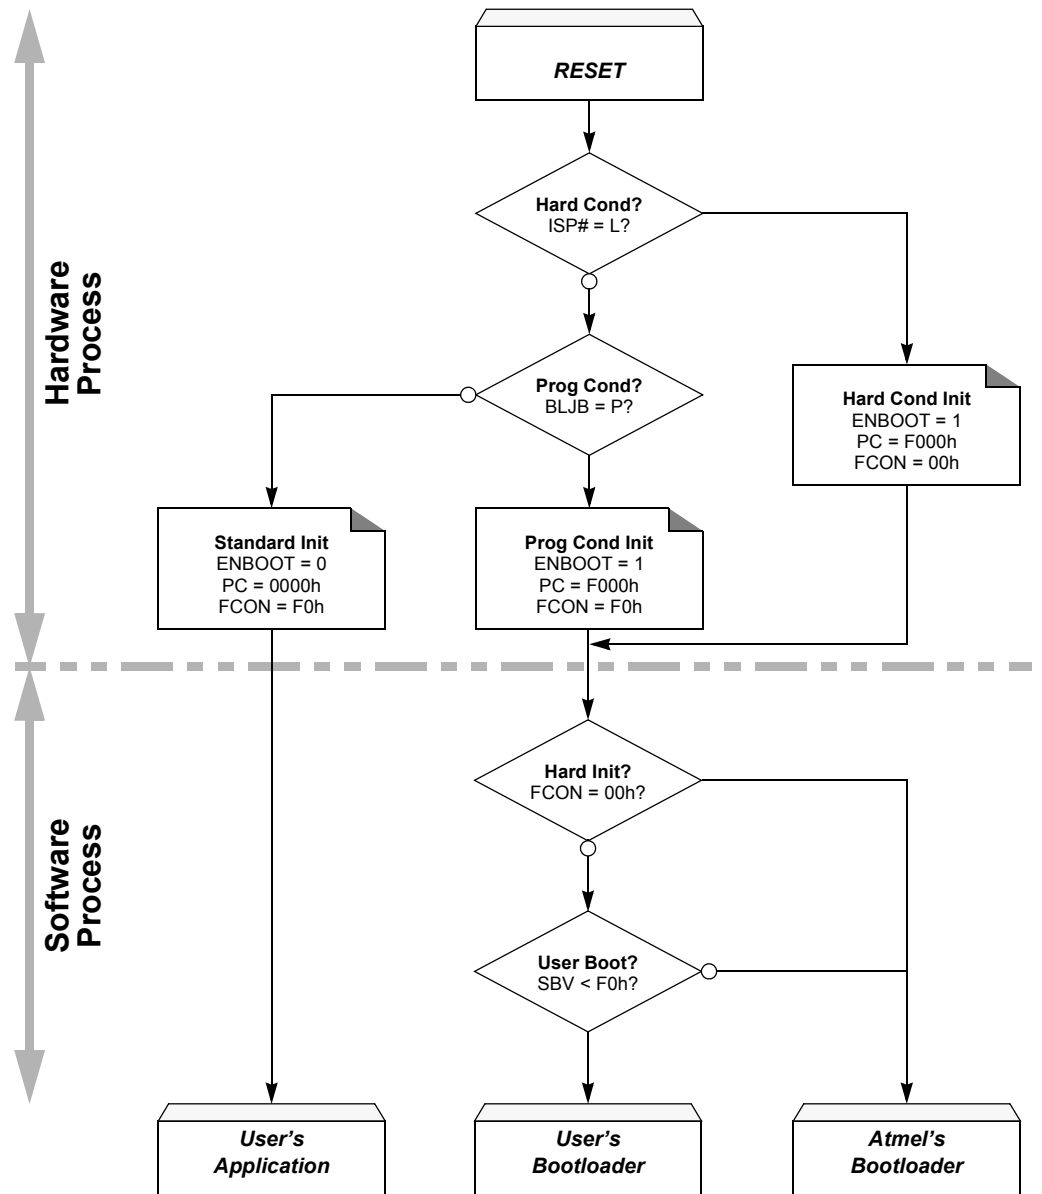 RESET
Hard Cond?
ISP# = L?
Hardware
Process
Prog Cond?
BLJB = P?
Hard Cond Init
ENBOOT = 1
PC = F000h
FCON = 00h
Standard Init
ENBOOT = 0
PC = 0000h
FCON = F0h
Prog Cond Init
ENBOOT = 1
PC = F000h
FCON = F0h
Software
Process
Hard Init?
FCON = 00h?
User Boot?
SBV < F0h?
User’s
Application
User’s
Bootloader
Atmel’s
Bootloader